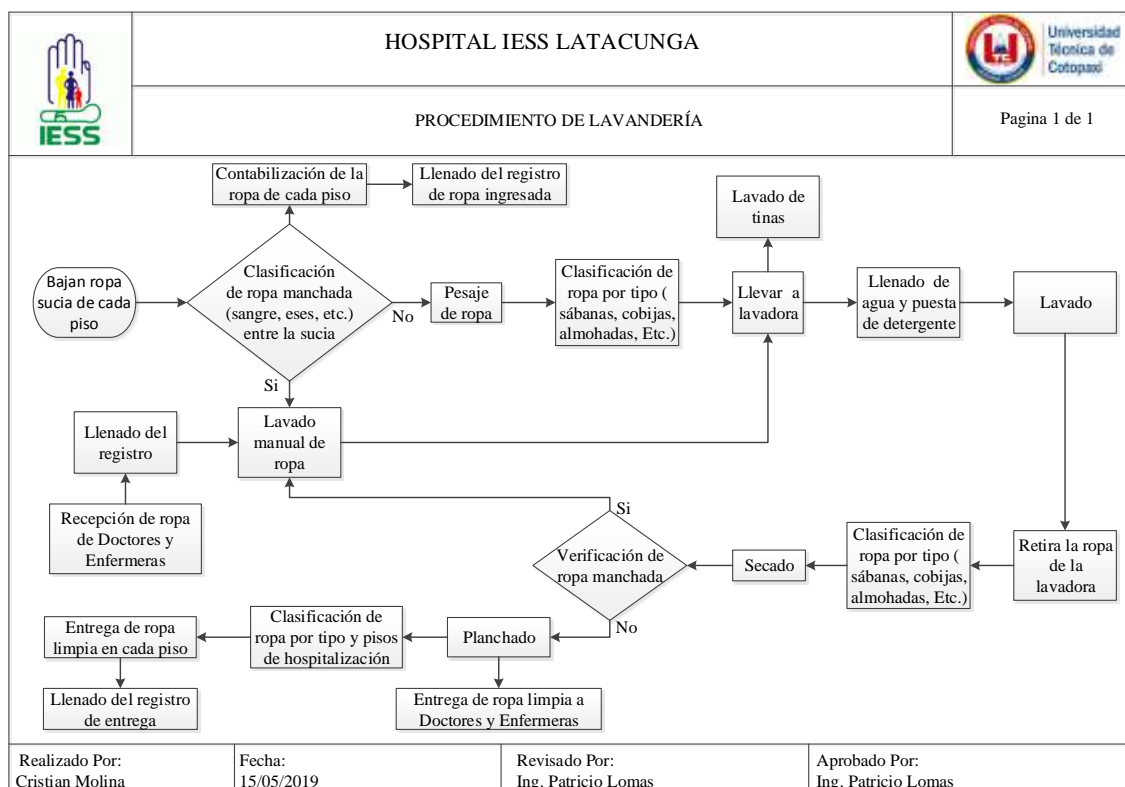 HOSPITAL IESS LATACUNGA
IESS
Universidad
Técnica de
Cotopaxi
PROCEDIMIENTO DE LAVANDERÍA
Pagina 1 de 1
Contabilización de la
ropa de cada piso
Llenado del registro
de ropa ingresada
Lavado de
tinas
Bajan ropa
sucia de cada
piso
Clasificación
de ropa manchada
(sangre, eses, etc.)
entre la sucia
No
Pesaje
de ropa
Clasificación de
ropa por tipo (
sábanas, cobijas,
almohadas, Etc.)
Llevar a
lavadora
Llenado de
agua y puesta
de detergente
Lavado
Si
Llenado del
registro
Lavado
manual de
ropa
Recepción de ropa
de Doctores y
Enfermeras
Si
Verificación de
ropa manchada
No
Secado
Clasificación de
ropa por tipo (
sábanas, cobijas,
almohadas, Etc.)
Retira la ropa
de la
lavadora
Entrega de ropa
limpia en cada piso
Clasificación de
ropa por tipo y pisos
de hospitalización
Planchado
Llenado del registro
de entrega
Entrega de ropa limpia a
Doctores y Enfermeras
Realizado Por:
Cristian Molina
Fecha:
15/05/2019
Revisado Por:
Ing. Patricio Lomas
Aprobado Por:
Ing. Patricio Lomas